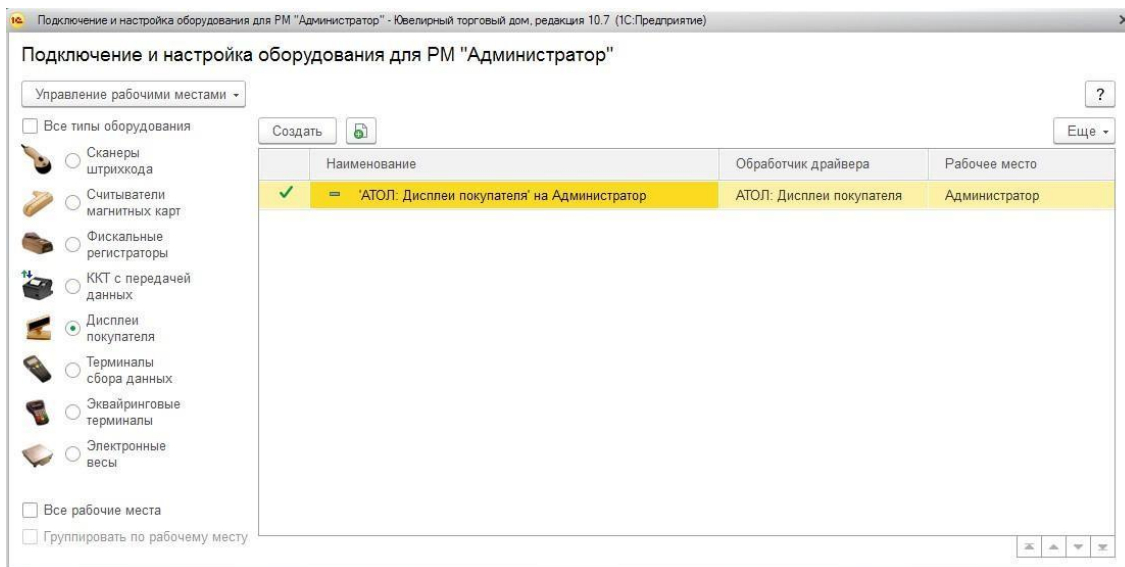 Подключение и настройка оборудования для РМ "Администратор" - Ювелирный торговый дом, редакция 10.7 (1С:Предприятие)
Подключение и настройка оборудования для РМ "Администратор"
Управление рабочими местами
?
Все типы оборудования
Создать
Еще
Сканеры
штрихкода
Считыватели
магнитных карт
Фискальные
регистраторы
ККТ с передачей
данных
Дисплеи
покупателя
Терминалы
сбора данных
Эквайринговые
терминалы
Электронные
весы
Наименование
Обработчик драйвера
Рабочее место
'АТОЛ: Дисплеи покупателя' на Администратор
АТОЛ: Дисплеи покупателя
Администратор
Все рабочие места
Группировать по рабочему месту